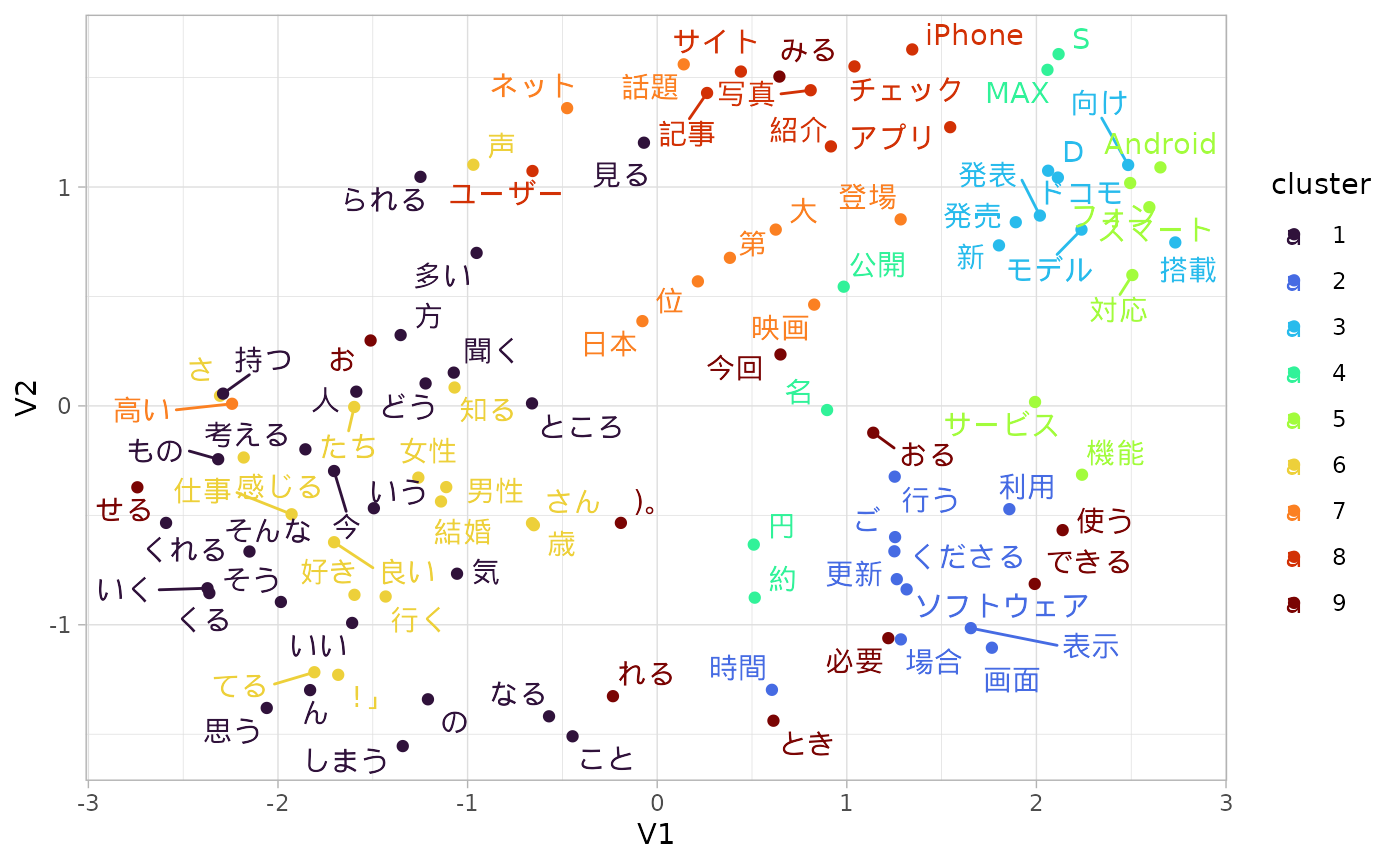 サイト
みる
iPhone
S
ネット
話題
写真
チェック
MAX
向け
記事
紹介
アプリ
声
見る
Android
D
発表
ドコモ
られる
ユーザー
登場
大
発売
フォン
スマート
第
新
モデル
搭載
多い
公開
位
対応
方
映画
日本
お
聞く
今回
さ
持つ
名
高い
人
どう
知る
ところ
サービス
考える
たち
もの
女性
おる
機能
仕事
感じる
いう
男性
さん
)。
行う
利用
せる
そんな
今
結婚
歳
円
ご
使う
くれる
くださる
できる
いく
そう
好き
良い
気
約
更新
くる
行く
ソフトウェア
いい
必要
場合
表示
てる
!」
れる
時間
画面
ん
なる
思う
の
しまう
こと
とき
V2
1
0
-1
-3
-2
-1
0
1
2
3
V1
cluster
a 1
a 2
a 3
a 4
a 5
a 6
a 7
a 8
a 9